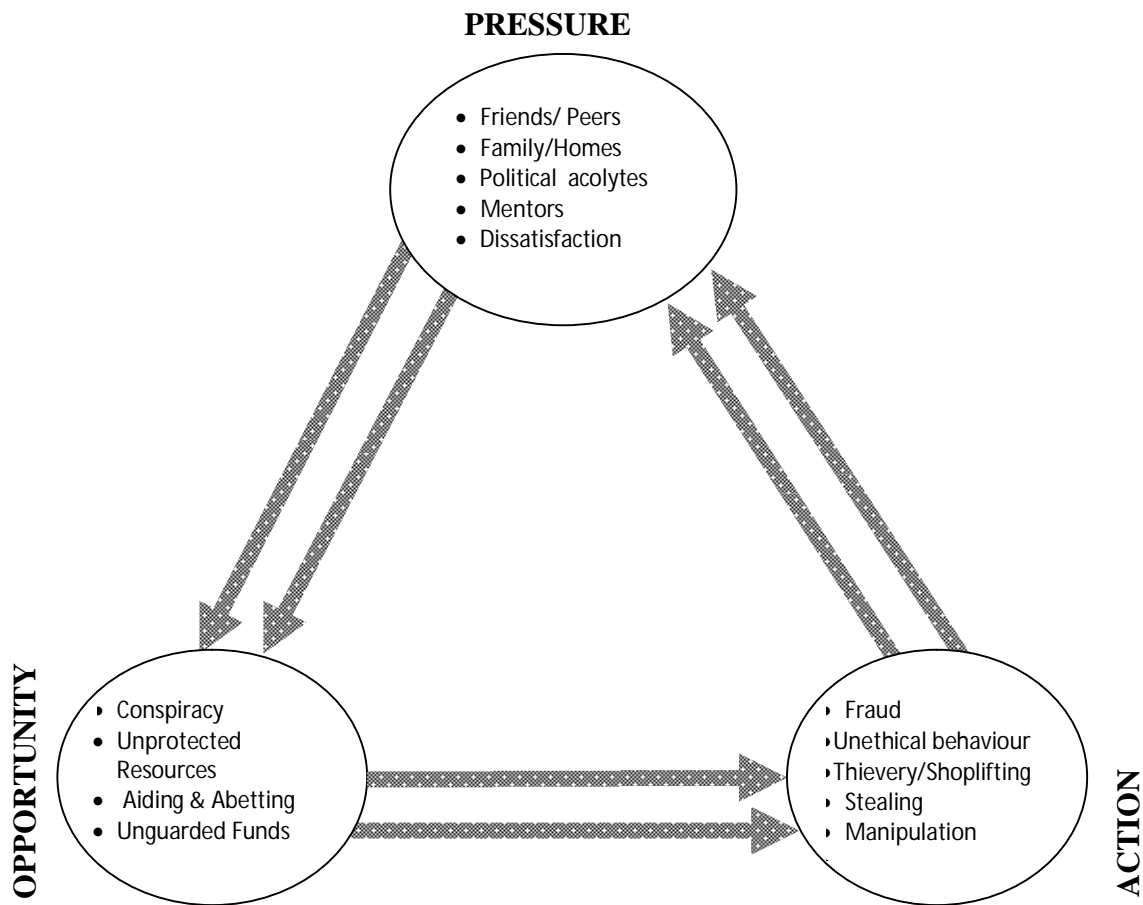 PRESSURE
• Friends/ Peers
• Family/Homes
• Political acolytes
• Mentors
• Dissatisfaction
OPPORTUNITY
• Conspiracy
• Unprotected
Resources
• Aiding & Abetting
• Unguarded Funds
• Fraud
• Unethical behaviour
• Thievery/Shoplifting
• Stealing
• Manipulation
ACTION